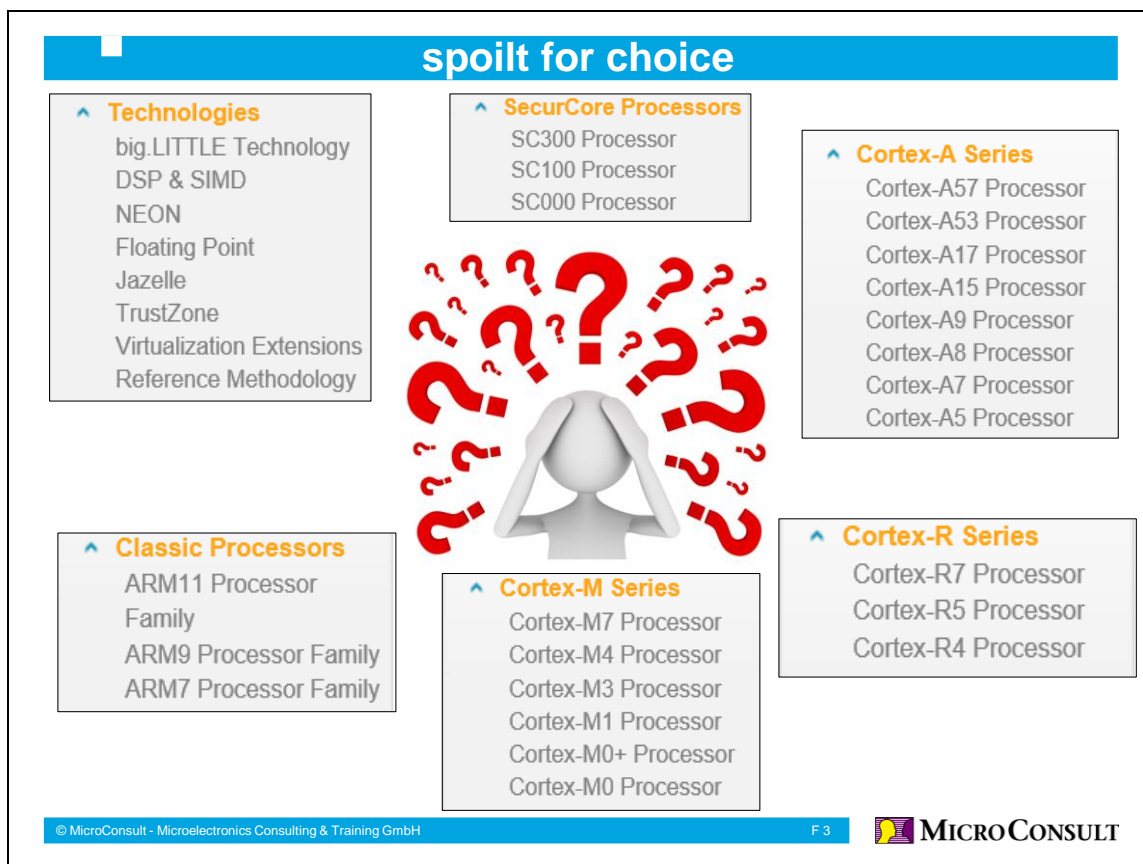 spoilt for choice
Technologies
big.LITTLE Technology
DSP & SIMD
NEON
Floating Point
Jazelle
TrustZone
Virtualization Extensions
Reference Methodology
SecurCore Processors
SC300 Processor
SC100 Processor
SC000 Processor
Cortex-A Series
Cortex-A57 Processor
Cortex-A53 Processor
Cortex-A17 Processor
Cortex-A15 Processor
Cortex-A9 Processor
Cortex-A8 Processor
Cortex-A7 Processor
Cortex-A5 Processor
Classic Processors
ARM11 Processor
Family
ARM9 Processor Family
ARM7 Processor Family
Cortex-M Series
Cortex-M7 Processor
Cortex-M4 Processor
Cortex-M3 Processor
Cortex-M1 Processor
Cortex-M0+ Processor
Cortex-M0 Processor
Cortex-R Series
Cortex-R7 Processor
Cortex-R5 Processor
Cortex-R4 Processor
© MicroConsult - Microelectronics Consulting & Training GmbH
F 3
MICROCONSULT